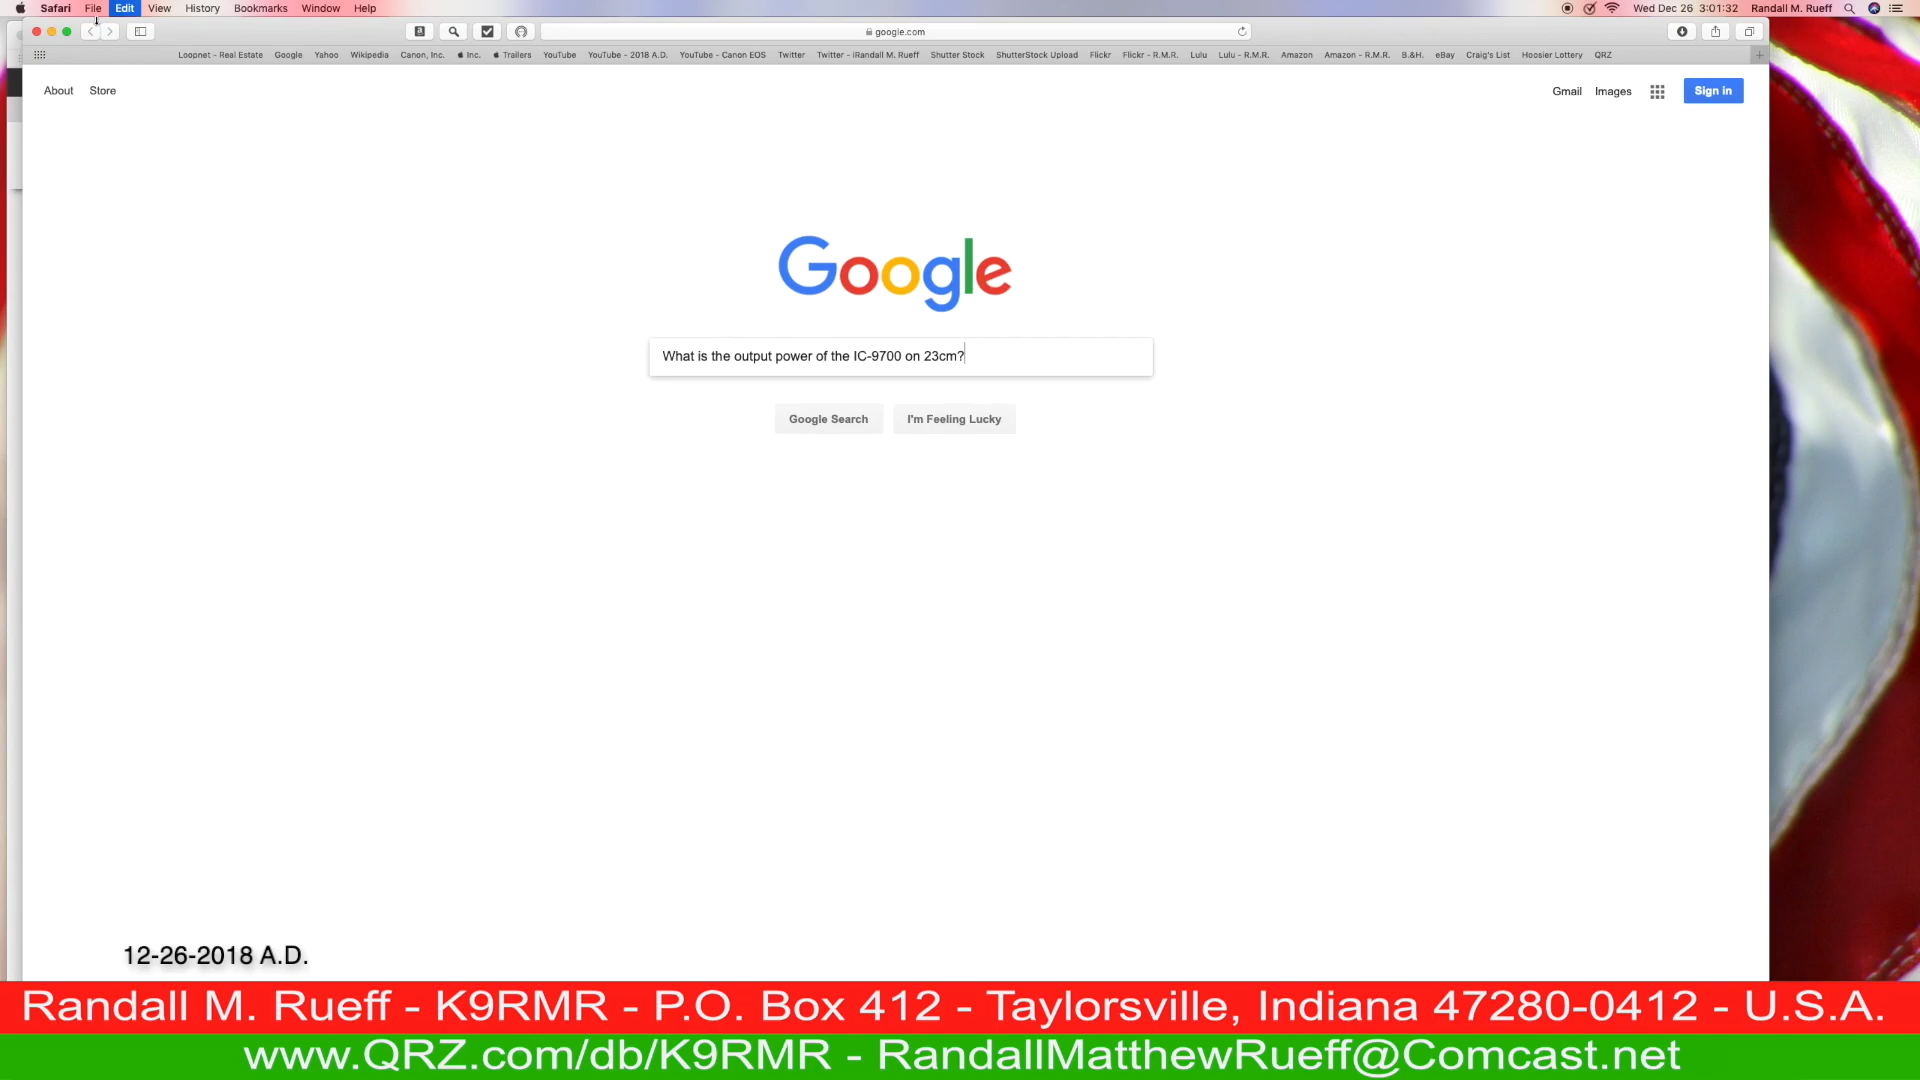 Safari File Edit View History Bookmarks Window Help Wed Dec 26 3:01:32 Randall M. Rueff
google.com
Loopnet - Real Estate Google Yahoo Wikipedia Canon, Inc. Inc. Trailers YouTube YouTube - 2018 A.D. YouTube - Canon EOS Twitter Twitter - iRandall M. Rueff Shutter Stock ShutterStock Upload Flickr Flickr - R.M.R. Lulu Lulu - R.M.R. Amazon Amazon - R.M.R. B.&H. eBay Craig's List Hoosier Lottery QRZ
About Store Gmail Images Sign in
Google
What is the output power of the IC-9700 on 23cm?
Google Search I'm Feeling Lucky
12-26-2018 A.D.
Randall M. Rueff - K9RMR - P.O. Box 412 - Taylorsville, Indiana 47280-0412 - U.S.A.
www.QRZ.com/db/K9RMR - RandallMatthewRueff@Comcast.net